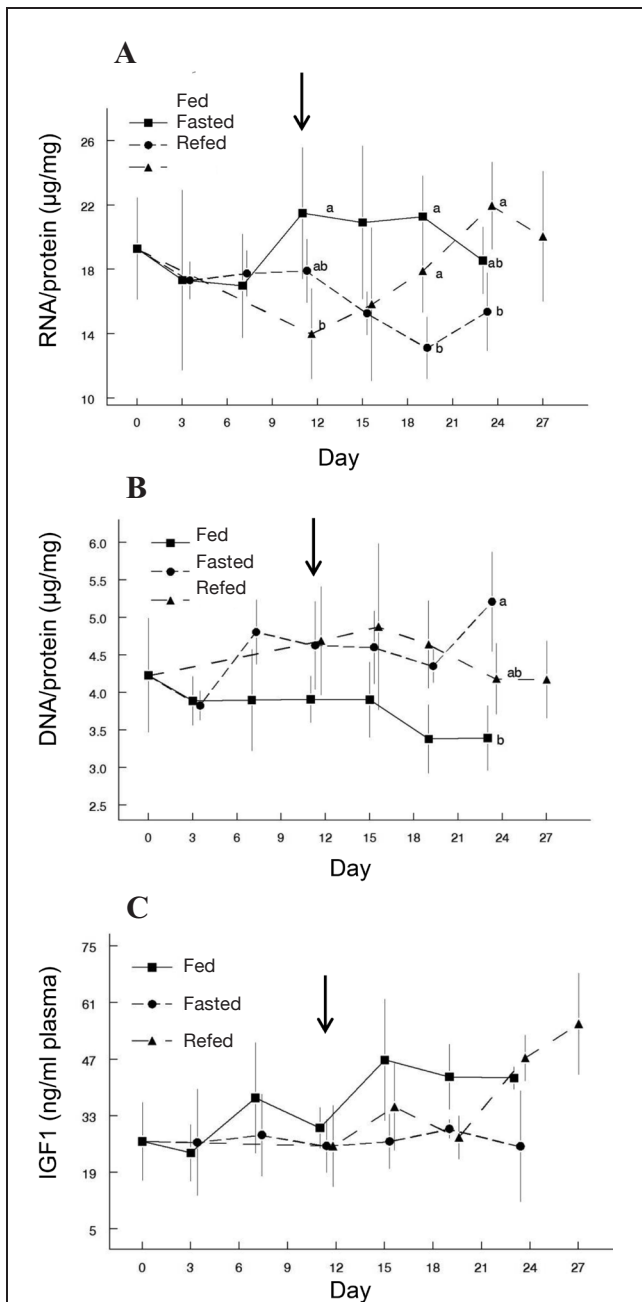 A
RNA/protein (µg/mg)
26
22
18
14
10
Fed
Fasted
Refed
a
a
a
ab
a
ab
b
b
b
0 3 6 9 12 15 18 21 24 27
Day
B
DNA/protein (µg/mg)
6.0
5.5
5.0
4.5
4.0
3.5
3.0
2.5
Fed
Fasted
Refed
a
ab
b
0 3 6 9 12 15 18 21 24 27
Day
C
IGF1 (ng/ml plasma)
75
61
47
33
19
5
Fed
Fasted
Refed
0 3 6 9 12 15 18 21 24 27
Day